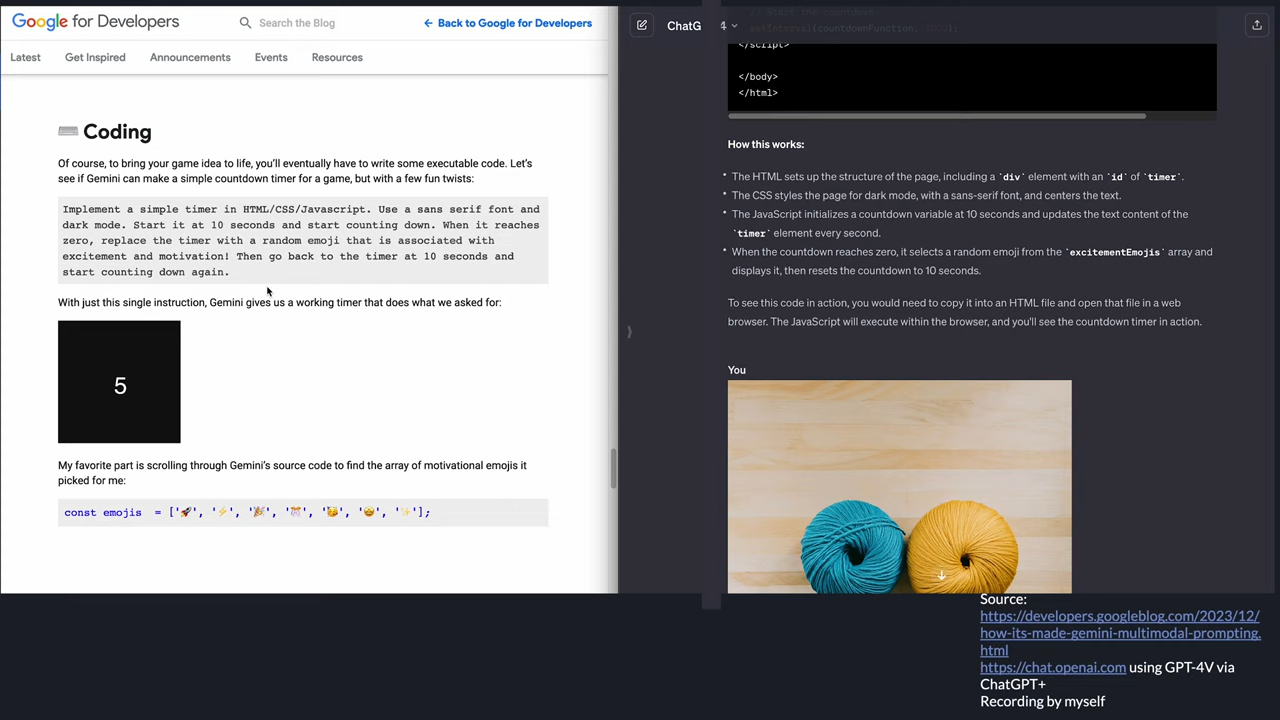 Google for Developers
Search the Blog
← Back to Google for Developers
Latest
Get Inspired
Announcements
Events
Resources
⌨️ Coding
Of course, to bring your game idea to life, you'll eventually have to write some executable code. Let's
see if Gemini can make a simple countdown timer for a game, but with a few fun twists:
Implement a simple timer in HTML/CSS/Javascript. Use a sans serif font and
dark mode. Start it at 10 seconds and start counting down. When it reaches
zero, replace the timer with a random emoji that is associated with
excitement and motivation! Then go back to the timer at 10 seconds and
start counting down again.
With just this single instruction, Gemini gives us a working timer that does what we asked for:
5
My favorite part is scrolling through Gemini's source code to find the array of motivational emojis it
picked for me:
const emojis = ['🚀', '⚡', '🎉', '🎊', '🥳', '🤩', '✨'];
ChatG
4
// Start the countdown
setInterval(countdownFunction, 1000);
</script>
</body>
</html>
How this works:
• The HTML sets up the structure of the page, including a `div` element with an `id` of `timer`.
• The CSS styles the page for dark mode, with a sans-serif font, and centers the text.
• The JavaScript initializes a countdown variable at 10 seconds and updates the text content of the
`timer` element every second.
• When the countdown reaches zero, it selects a random emoji from the `excitementEmojis` array and
displays it, then resets the countdown to 10 seconds.
To see this code in action, you would need to copy it into an HTML file and open that file in a web
browser. The JavaScript will execute within the browser, and you'll see the countdown timer in action.
You
Source:
https://developers.googleblog.com/2023/12/
how-its-made-gemini-multimodal-prompting.
html
https://chat.openai.com using GPT-4V via
ChatGPT+
Recording by myself